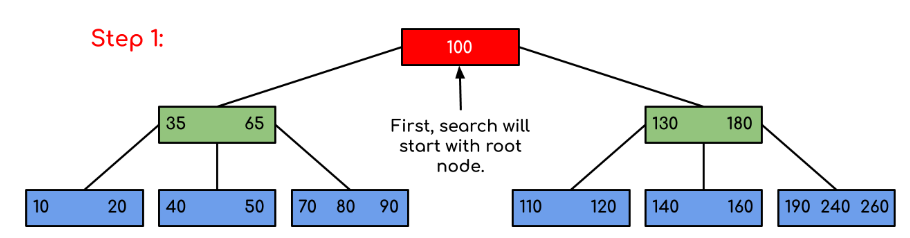 Step 1:
100
First, search will
start with root
node.
35 65
130 180
10 20
40 50
70 80 90
110 120
140 160
190 240 260